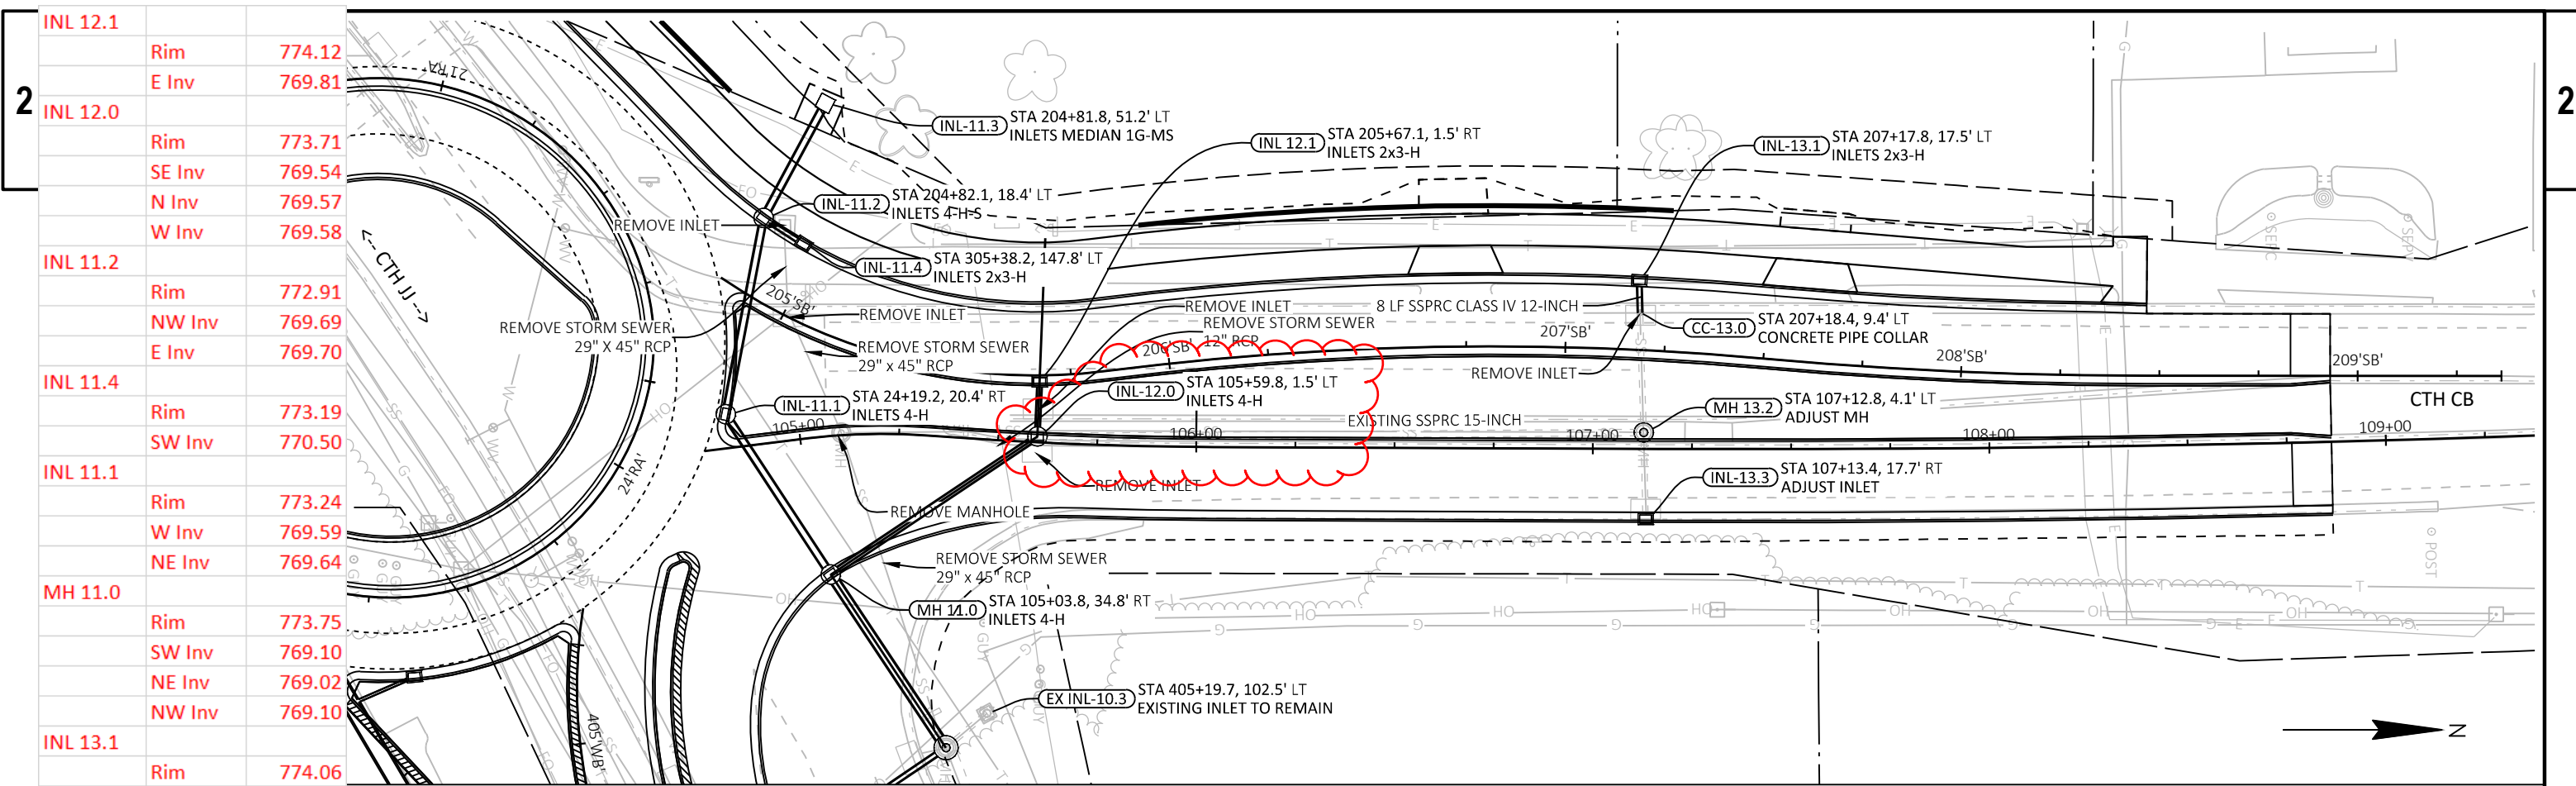 2
2
INL 12.1
Rim 774.12
E Inv 769.81
INL 12.0
Rim 773.71
SE Inv 769.54
N Inv 769.57
W Inv 769.58
INL 11.2
Rim 772.91
NW Inv 769.69
E Inv 769.70
INL 11.4
Rim 773.19
SW Inv 770.50
INL 11.1
Rim 773.24
W Inv 769.59
NE Inv 769.64
MH 11.0
Rim 773.75
SW Inv 769.10
NE Inv 769.02
NW Inv 769.10
INL 13.1
Rim 774.06
21'RA'
CTH JJ
24'RA'
405'WB'
INL-11.3
STA 204+81.8, 51.2' LT
INLETS MEDIAN 1G-MS
INL 12.1
STA 205+67.1, 1.5' RT
INLETS 2x3-H
INL-13.1
STA 207+17.8, 17.5' LT
INLETS 2x3-H
INL-11.2
STA 204+82.1, 18.4' LT
INLETS 4-H-S
REMOVE INLET
INL-11.4
STA 305+38.2, 147.8' LT
INLETS 2x3-H
205'SB'
REMOVE INLET
REMOVE STORM SEWER
29" X 45" RCP
REMOVE STORM SEWER
29" x 45" RCP
REMOVE INLET
8 LF SSPRC CLASS IV 12-INCH
REMOVE STORM SEWER
12" RCP
206'SB'
207'SB'
208'SB'
209'SB'
CC-13.0
STA 207+18.4, 9.4' LT
CONCRETE PIPE COLLAR
REMOVE INLET
INL-12.0
STA 105+59.8, 1.5' LT
INLETS 4-H
INL-11.1
STA 24+19.2, 20.4' RT
INLETS 4-H
EXISTING SSPRC 15-INCH
MH 13.2
STA 107+12.8, 4.1' LT
ADJUST MH
CTH CB
105+00
106+00
107+00
108+00
109+00
REMOVE INLET
INL-13.3
STA 107+13.4, 17.7' RT
ADJUST INLET
REMOVE MANHOLE
REMOVE STORM SEWER
29" x 45" RCP
MH 11.0
STA 105+03.8, 34.8' RT
INLETS 4-H
EX INL-10.3
STA 405+19.7, 102.5' LT
EXISTING INLET TO REMAIN
SEPC
SEPV
POST
GUY
N